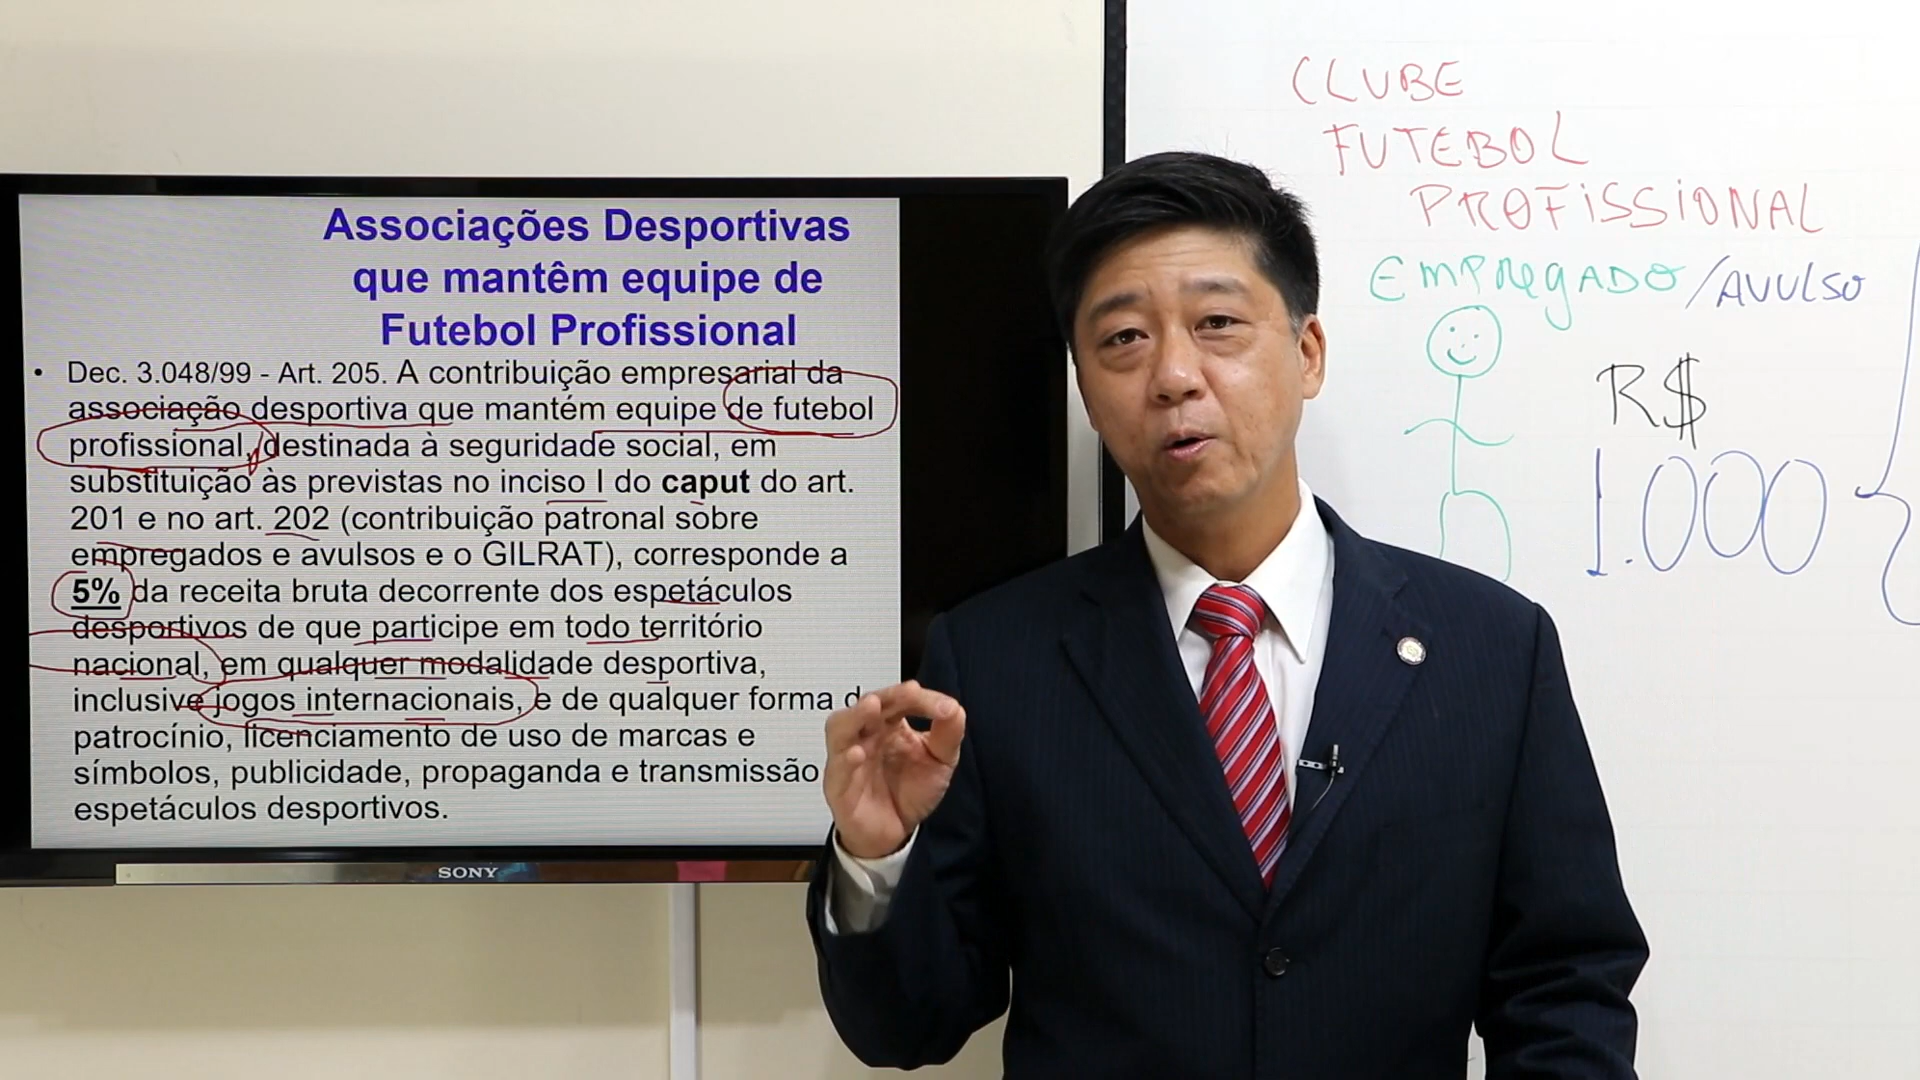 Associações Desportivas
que mantêm equipe de
Futebol Profissional
• Dec. 3.048/99 - Art. 205. A contribuição empresarial da
associação desportiva que mantém equipe de futebol
profissional, destinada à seguridade social, em
substituição às previstas no inciso I do caput do art.
201 e no art. 202 (contribuição patronal sobre
empregados e avulsos e o GILRAT), corresponde a
5% da receita bruta decorrente dos espetáculos
desportivos de que participe em todo território
nacional, em qualquer modalidade desportiva,
inclusive jogos internacionais, e de qualquer forma d
patrocínio, licenciamento de uso de marcas e
símbolos, publicidade, propaganda e transmissão
espetáculos desportivos.
SONY
CLUBE
FUTEBOL
PROFISSIONAL
EMPREGADO/AVULSO
R$
1.000